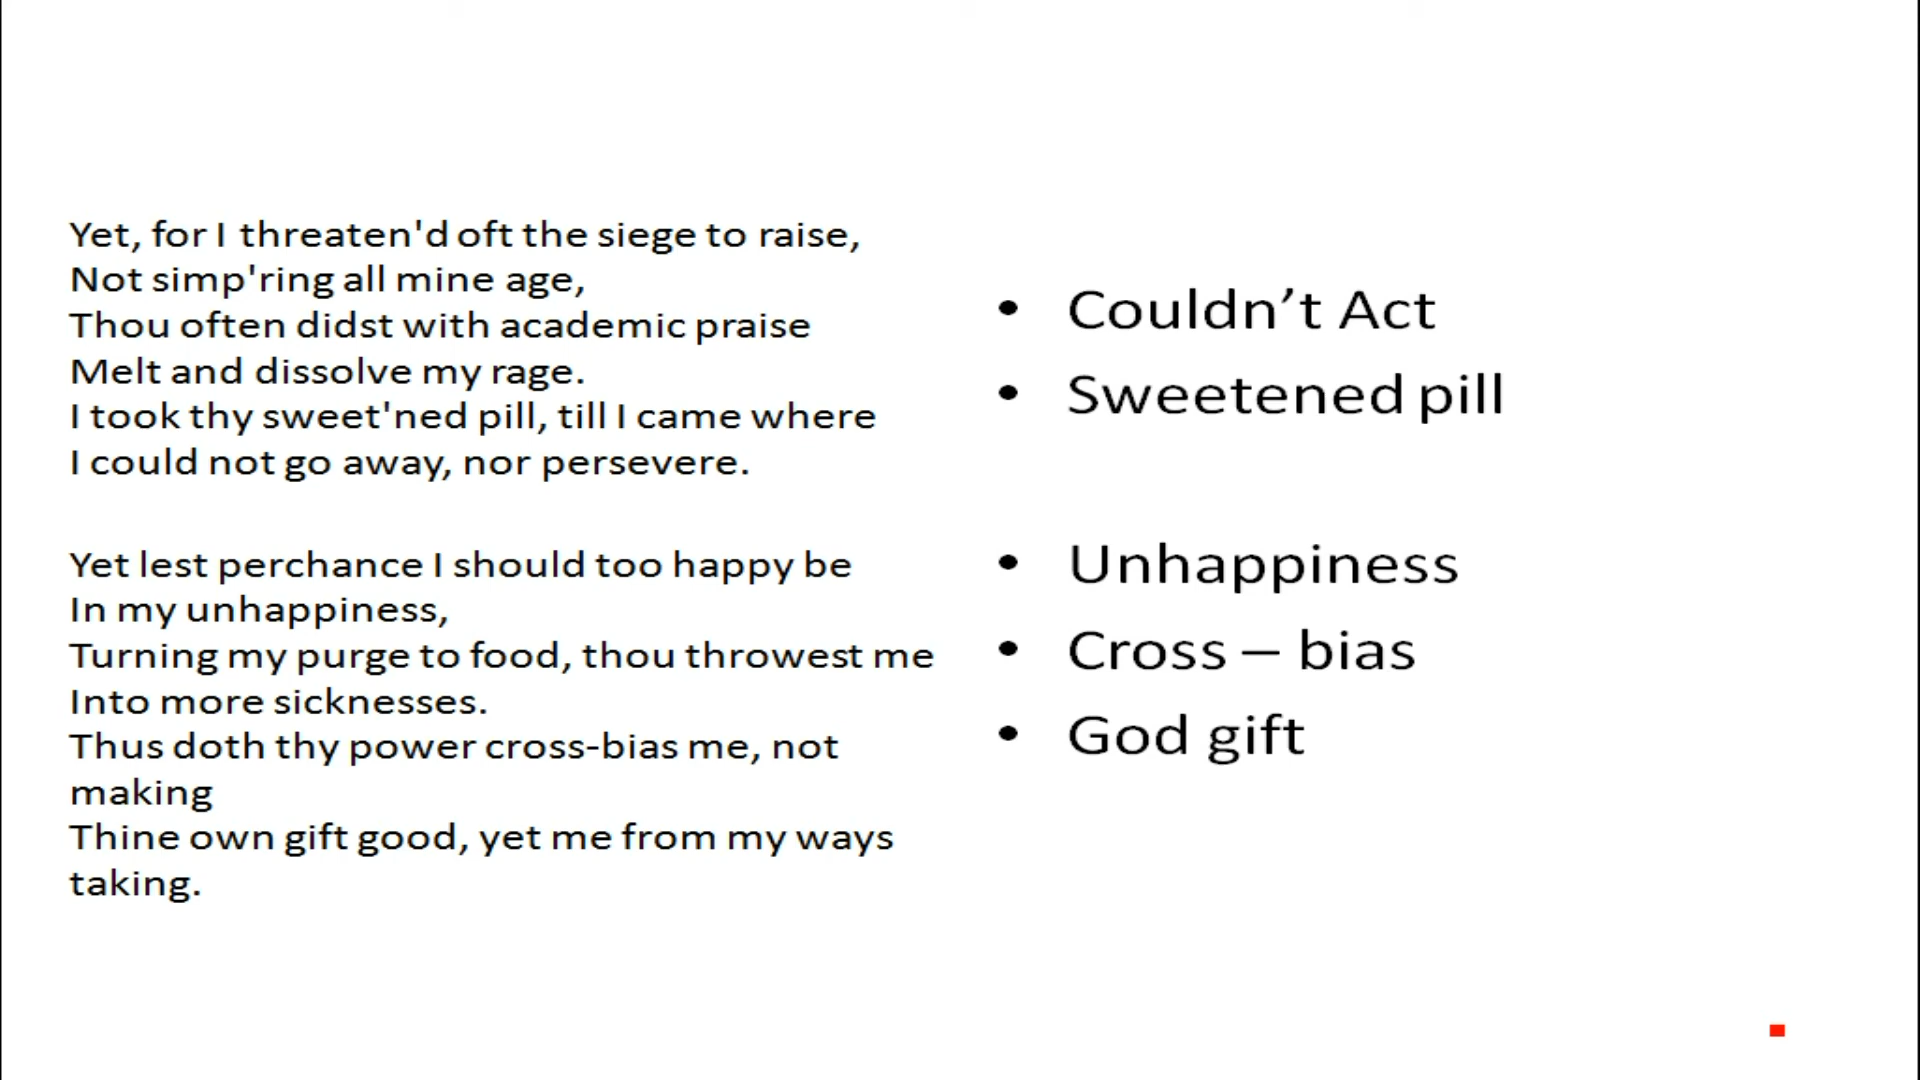 Yet, for I threaten'd oft the siege to raise,
Not simp'ring all mine age,
Thou often didst with academic praise
Melt and dissolve my rage.
I took thy sweet'ned pill, till I came where
I could not go away, nor persevere.
Yet lest perchance I should too happy be
In my unhappiness,
Turning my purge to food, thou throwest me
Into more sicknesses.
Thus doth thy power cross-bias me, not
making
Thine own gift good, yet me from my ways
taking.
• Couldn’t Act
• Sweetened pill
• Unhappiness
• Cross – bias
• God gift